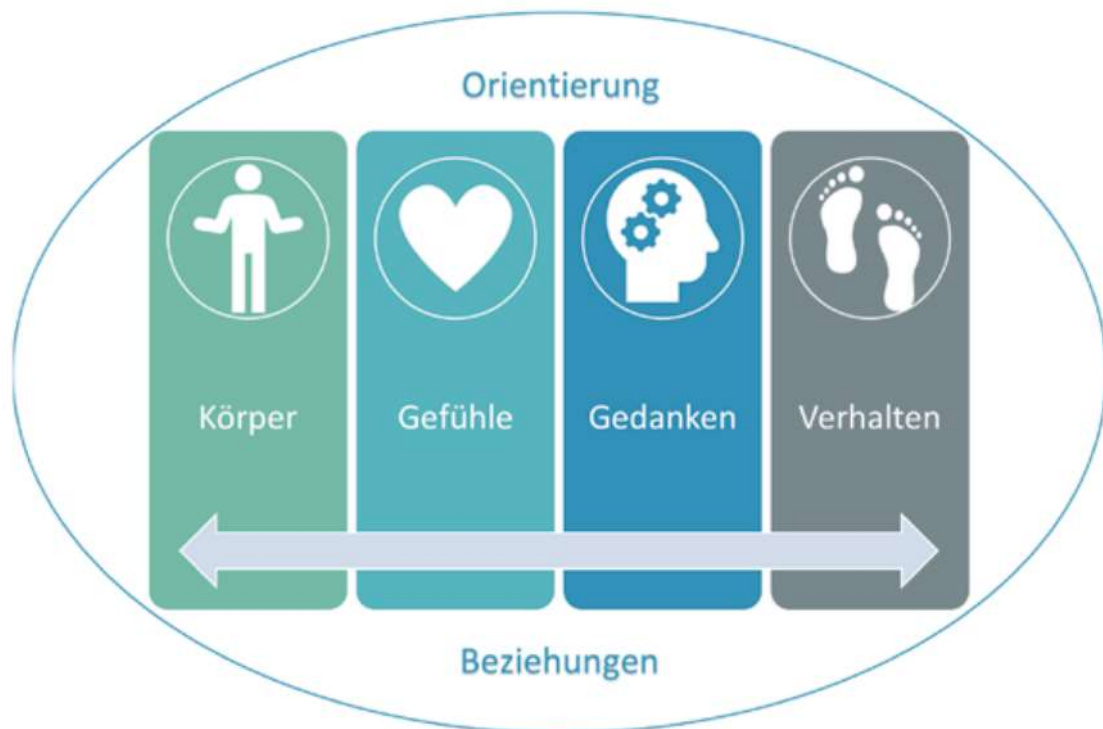 Orientierung
Körper
Gefühle
Gedanken
Verhalten
Beziehungen